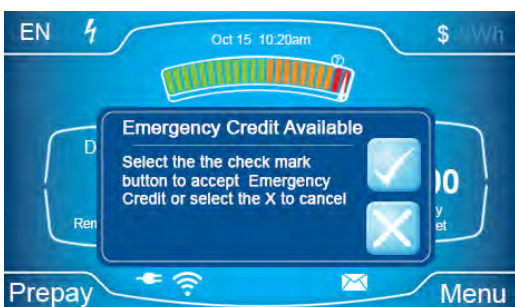 EN
Oct 15 10:20am
$
Wh
Emergency Credit Available
Select the the check mark
button to accept Emergency
Credit or select the X to cancel
D
00
Ren
y
et
Prepay
Menu